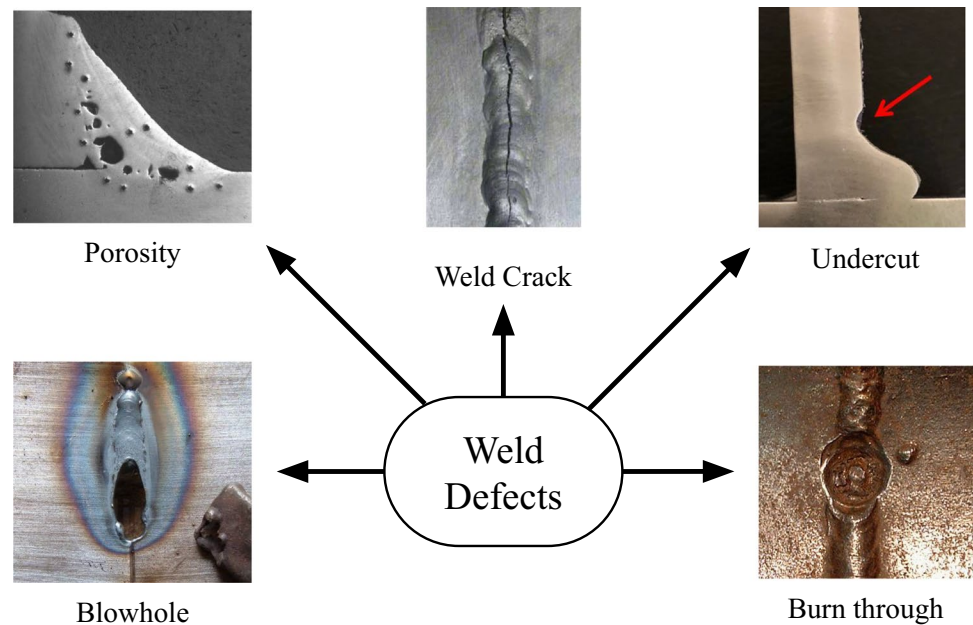 Porosity
Weld Crack
Undercut
Weld
Defects
Blowhole
Burn through